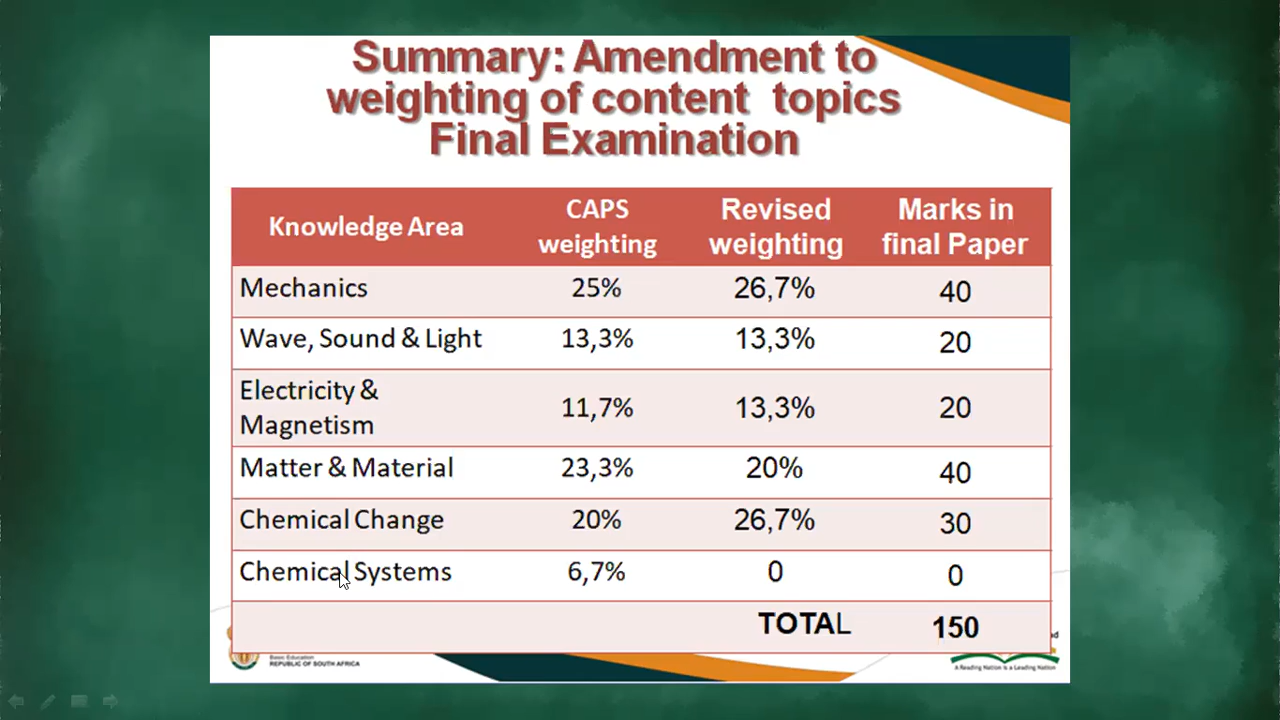 Summary: Amendment to
weighting of content topics
Final Examination
Knowledge Area
CAPS
weighting
Revised
weighting
Marks in
final Paper
Mechanics 25% 26,7% 40
Wave, Sound & Light 13,3% 13,3% 20
Electricity &
Magnetism 11,7% 13,3% 20
Matter & Material 23,3% 20% 40
Chemical Change 20% 26,7% 30
Chemical Systems 6,7% 0 0
TOTAL 150
Basic Education
REPUBLIC OF SOUTH AFRICA
A Reading Nation is a Leading Nation